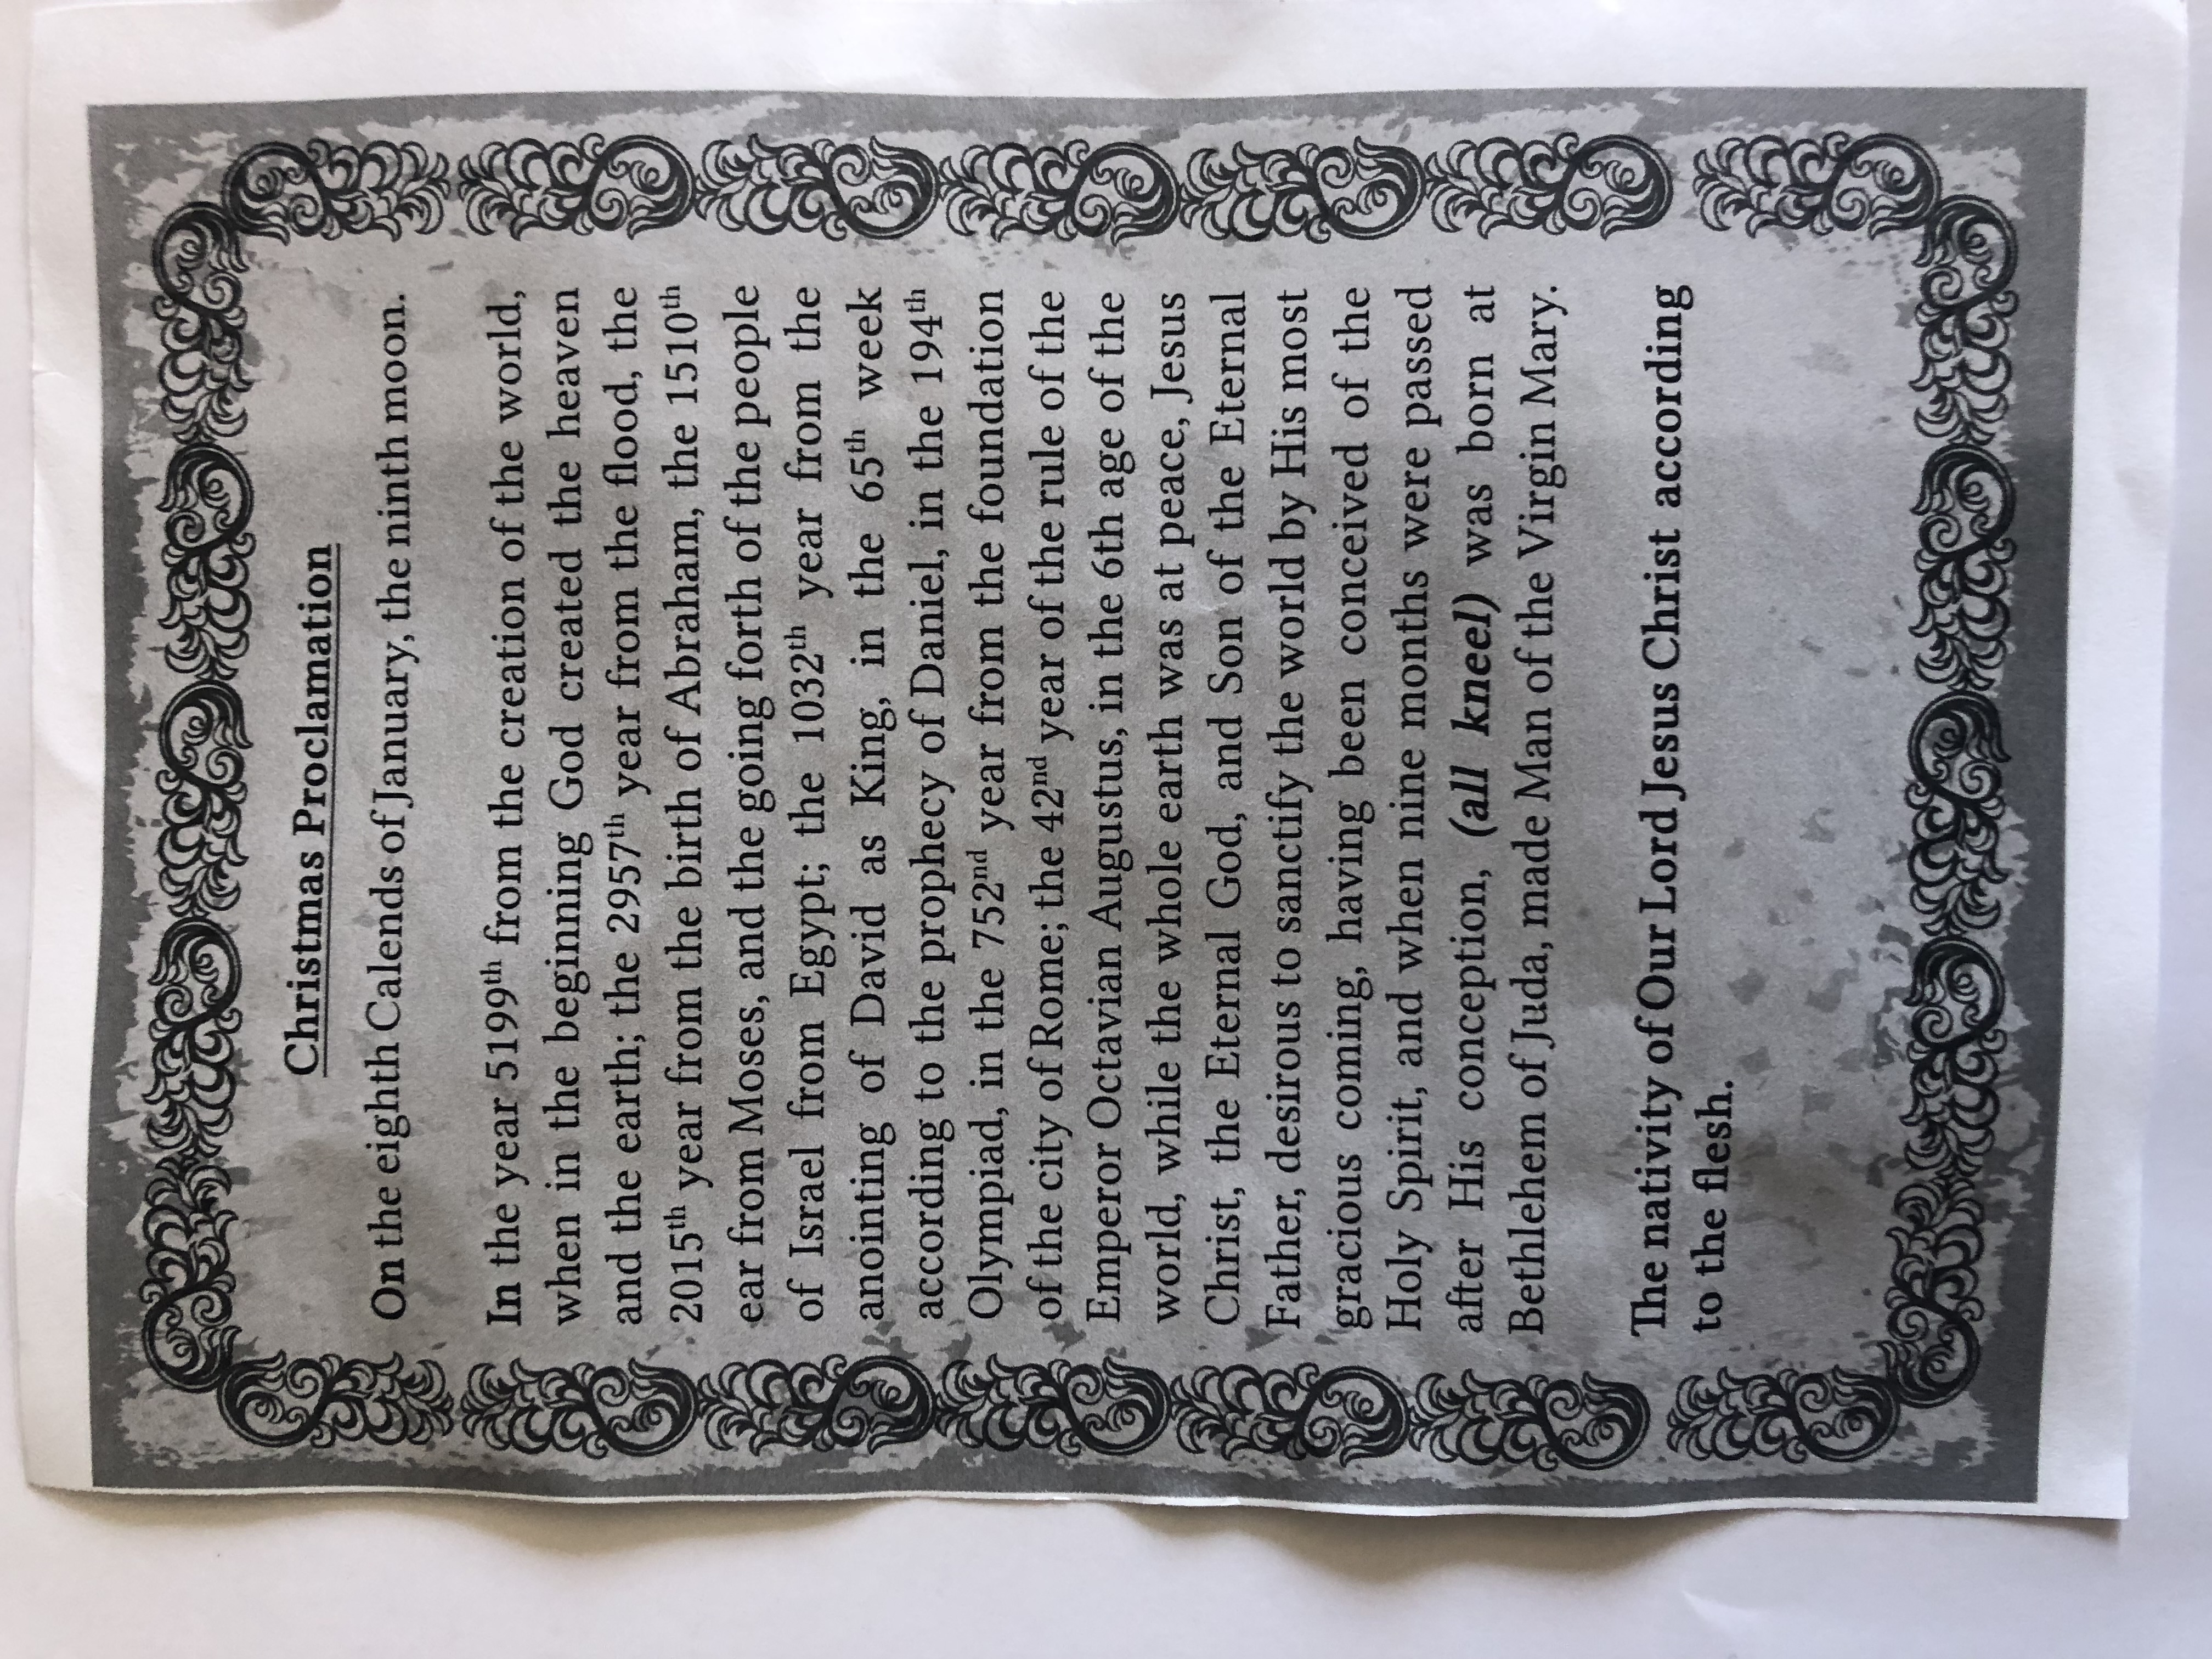 Christmas Proclamation
On the eighth Calends of January, the ninth moon.
In the year 5199th from the creation of the world,
when in the beginning God created the heaven
and the earth; the 2957th year from the flood, the
2015th year from the birth of Abraham, the 1510th
ear from Moses, and the going forth of the people
of Israel from Egypt; the 1032th year from the
anointing of David as King, in the 65th week
according to the prophecy of Daniel, in the 194th
Olympiad, in the 752nd year from the foundation
of the city of Rome; the 42nd year of the rule of the
Emperor Octavian Augustus, in the 6th age of the
world, while the whole earth was at peace, Jesus
Christ, the Eternal God, and Son of the Eternal
Father, desirous to sanctify the world by His most
gracious coming, having been conceived of the
Holy Spirit, and when nine months were passed
after His conception, (all kneel) was born at
Bethlehem of Juda, made Man of the Virgin Mary.
The nativity of Our Lord Jesus Christ according
to the flesh.